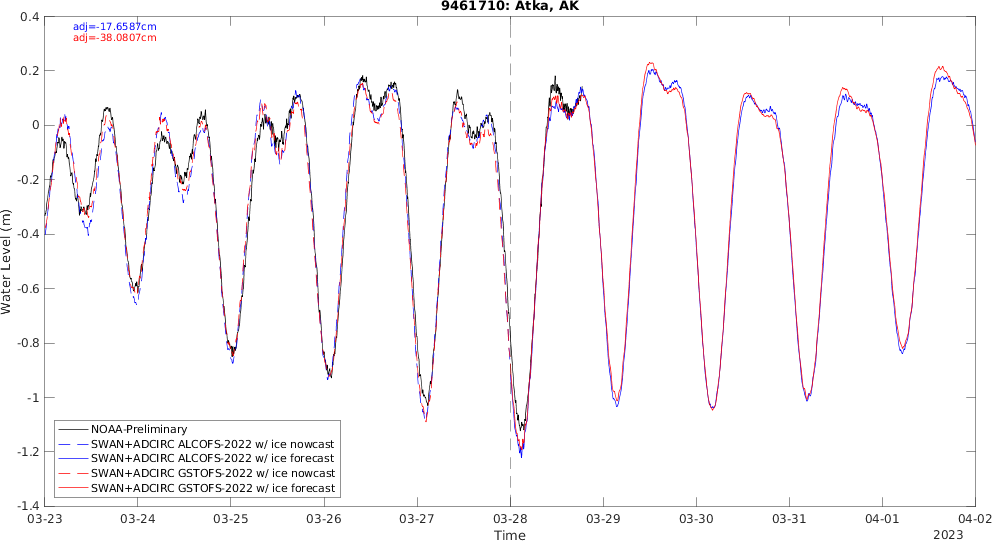 9461710: Atka, AK
adj=-17.6587cm
adj=-38.0807cm
Water Level (m)
0.4
0.2
0
-0.2
-0.4
-0.6
-0.8
-1
-1.2
-1.4
NOAA-Preliminary
SWAN+ADCIRC ALCOFS-2022 w/ ice nowcast
SWAN+ADCIRC ALCOFS-2022 w/ ice forecast
SWAN+ADCIRC GSTOFS-2022 w/ ice nowcast
SWAN+ADCIRC GSTOFS-2022 w/ ice forecast
03-23 03-24 03-25 03-26 03-27 03-28 03-29 03-30 03-31 04-01 04-02
Time
2023